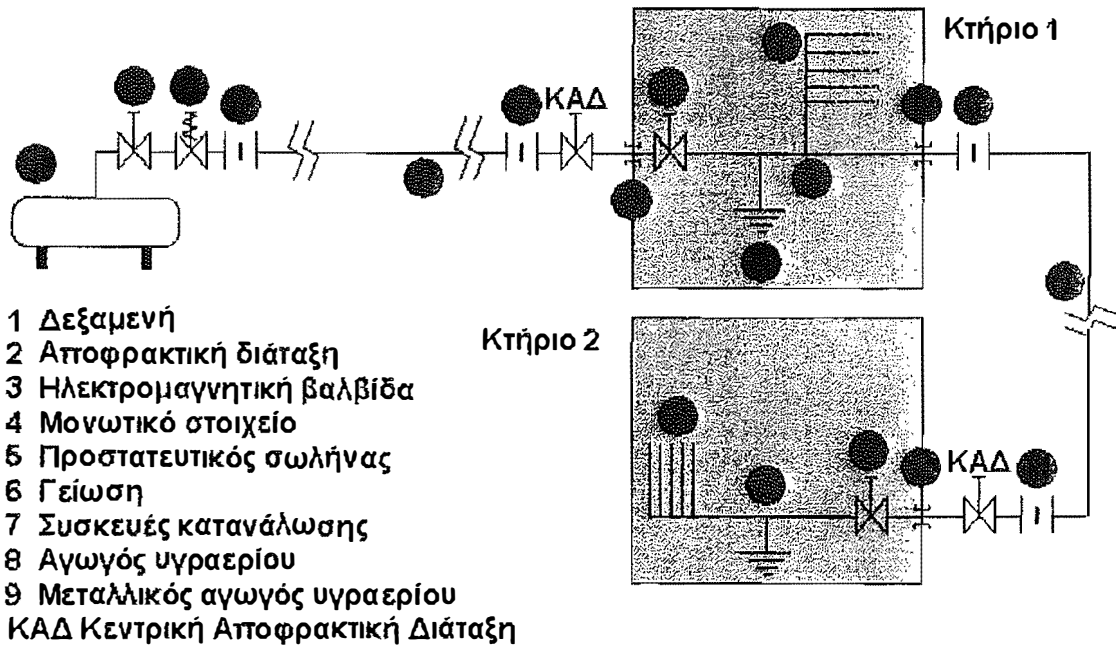 Κτήριο 1
ΚΑΔ
1 Δεξαμενή
2 Αποφρακτική διάταξη
3 Ηλεκτρομαγνητική βαλβίδα
4 Μονωτικό στοιχείο
5 Προστατευτικός σωλήνας
6 Γείωση
7 Συσκευές κατανάλωσης
8 Αγωγός υγραερίου
9 Μεταλλικός αγωγός υγραερίου
ΚΑΔ Κεντρική Αποφρακτική Διάταξη
Κτήριο 2
ΚΑΔ